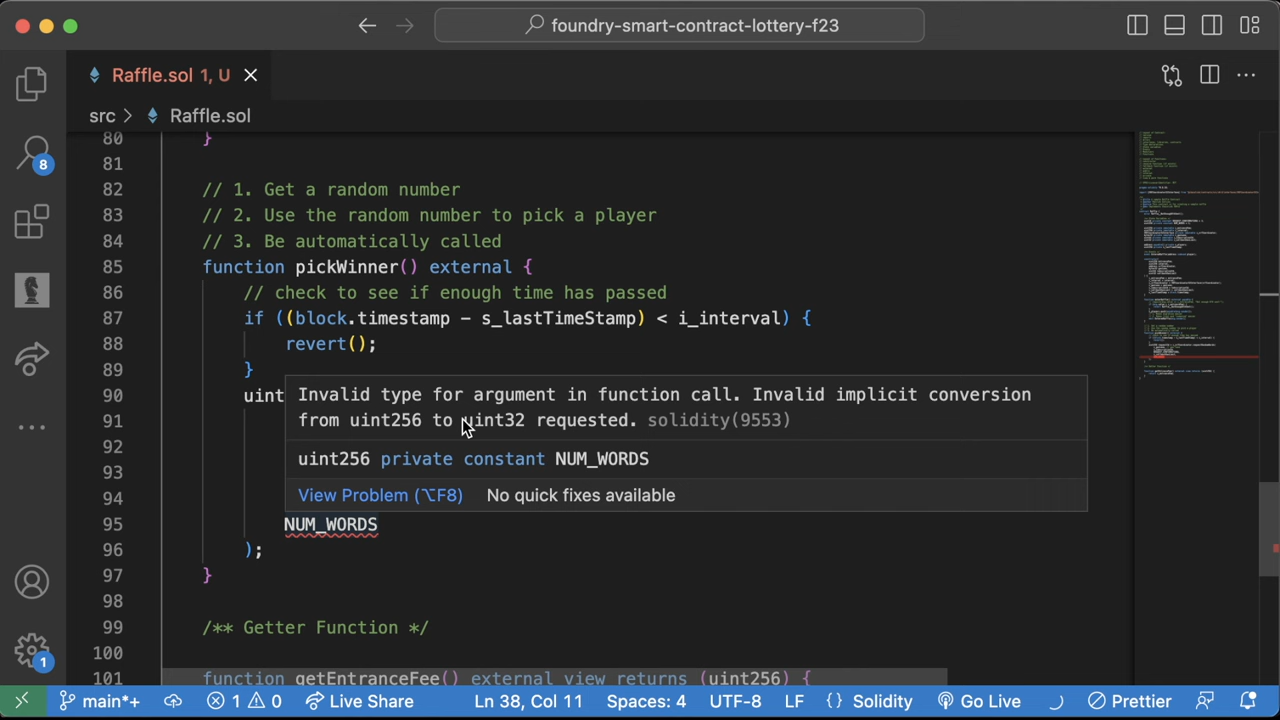 foundry-smart-contract-lottery-f23
Raffle.sol 1, U
src > Raffle.sol
8
80 }
81
82 // 1. Get a random number
83 // 2. Use the random number to pick a player
84 // 3. Be automatically called
85 function pickWinner() external {
86 // check to see if enough time has passed
87 if ((block.timestamp - s_lastTimeStamp) < i_interval) {
88 revert();
89 }
90 uint
Invalid type for argument in function call. Invalid implicit conversion
91
from uint256 to uint32 requested. solidity(9553)
92
uint256 private constant NUM_WORDS
93
94
View Problem (⌥F8) No quick fixes available
95 NUM_WORDS
96 );
97 }
98
99 /** Getter Function */
100
101 function getEntranceFee() external view returns (uint256) {
1
main*+ 1 0 Live Share Ln 38, Col 11 Spaces: 4 UTF-8 LF {} Solidity Go Live Prettier